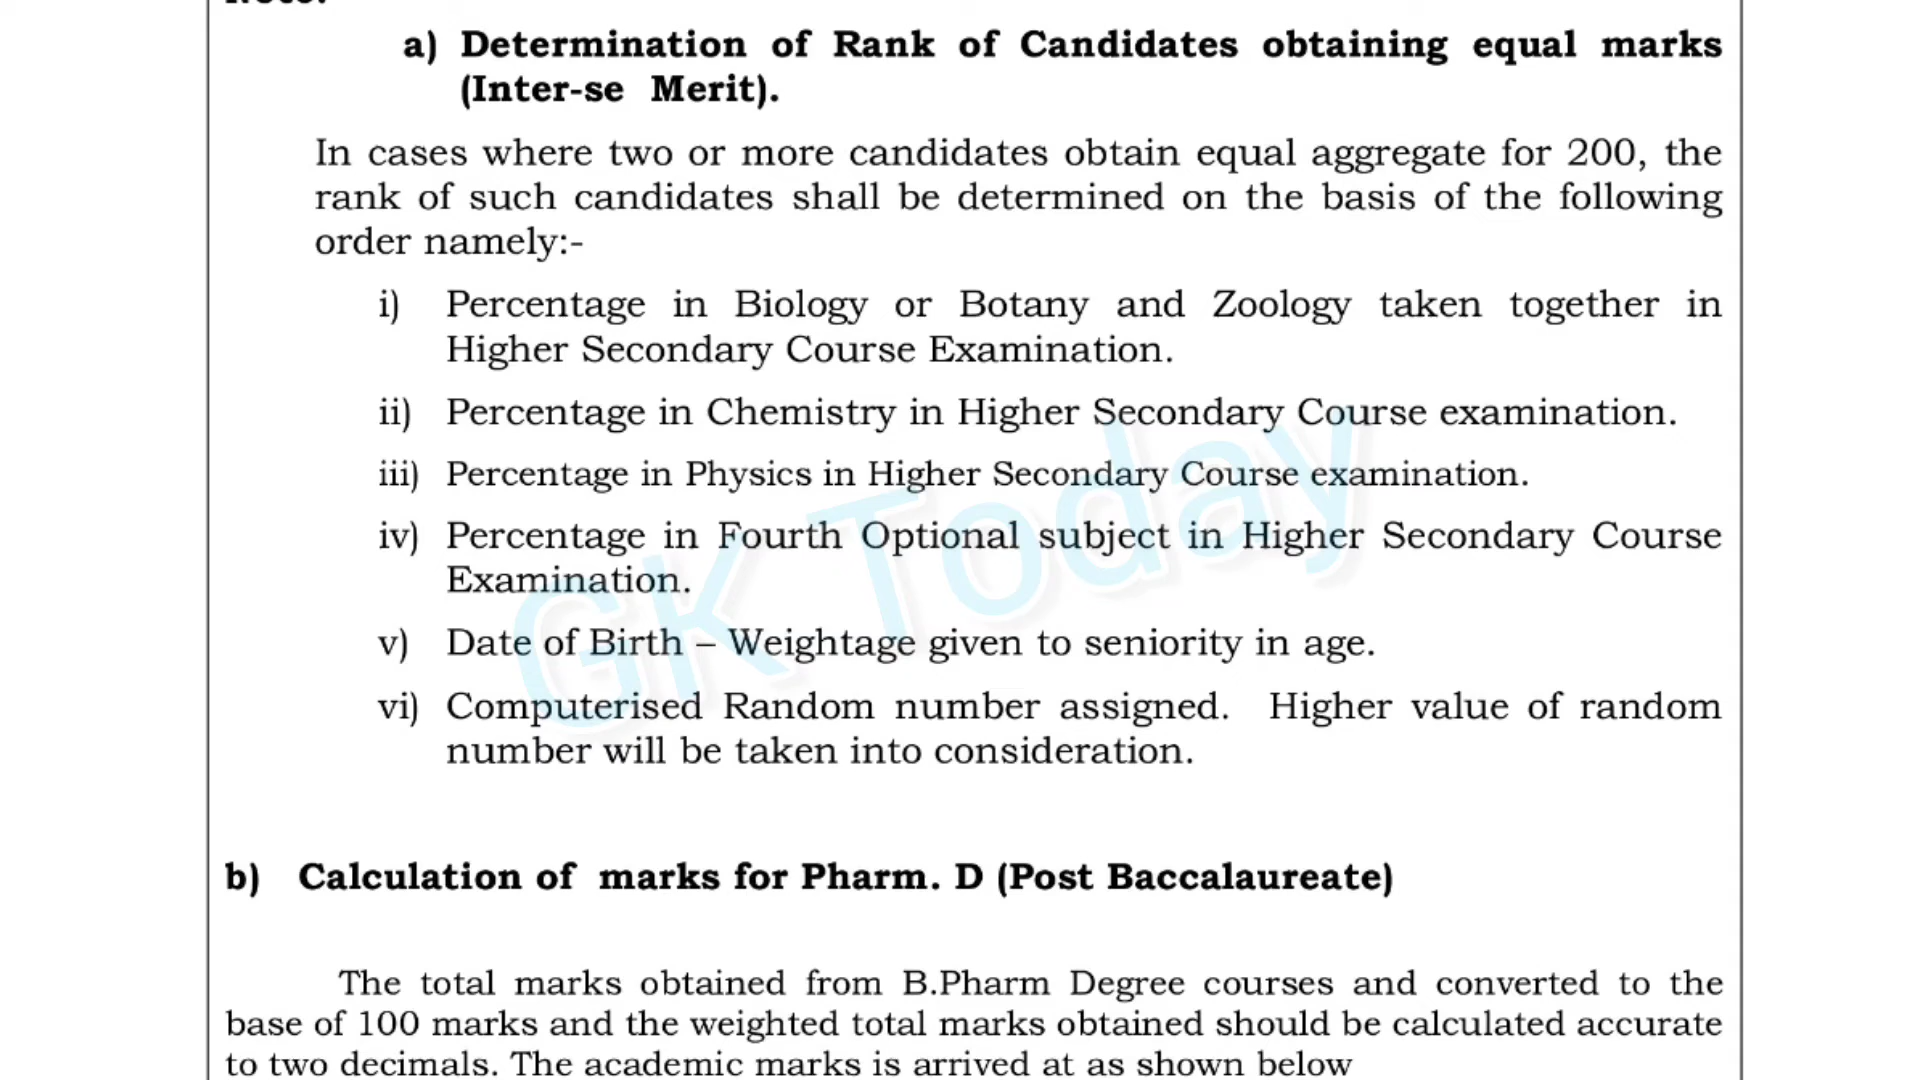 Note:
a) Determination of Rank of Candidates obtaining equal marks
(Inter-se Merit).
In cases where two or more candidates obtain equal aggregate for 200, the
rank of such candidates shall be determined on the basis of the following
order namely:-
i) Percentage in Biology or Botany and Zoology taken together in
Higher Secondary Course Examination.
ii) Percentage in Chemistry in Higher Secondary Course examination.
iii) Percentage in Physics in Higher Secondary Course examination.
iv) Percentage in Fourth Optional subject in Higher Secondary Course
Examination.
v) Date of Birth – Weightage given to seniority in age.
vi) Computerised Random number assigned. Higher value of random
number will be taken into consideration.
GK Today
b) Calculation of marks for Pharm. D (Post Baccalaureate)
The total marks obtained from B.Pharm Degree courses and converted to the
base of 100 marks and the weighted total marks obtained should be calculated accurate
to two decimals. The academic marks is arrived at as shown below